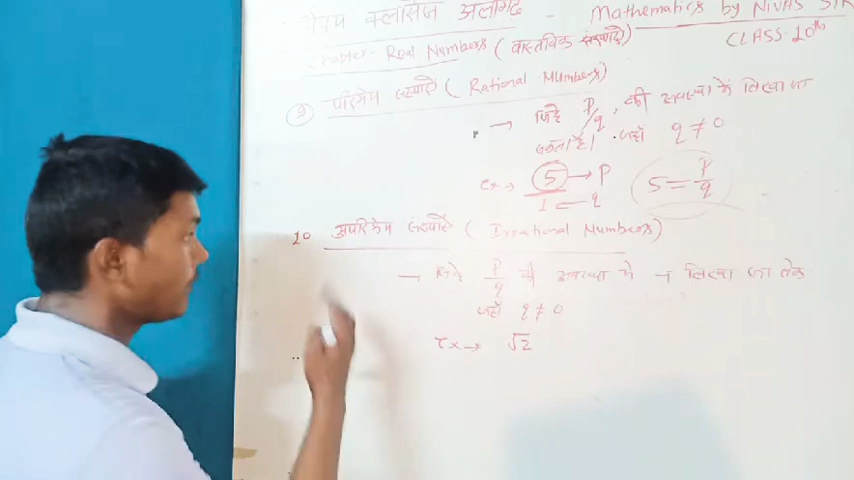 क्लासेज अलीगढ - Mathematics by NIVAS SIR
Chapter- Real Numbers (वास्तविक संख्याएँ) CLASS-10th
9 परिमेय संख्याएँ (Rational Numbers)
→ जिन्हें P/q की अवस्था में लिखा जा
सकता है। जहाँ q ≠ 0
Ex→ 5/1 → P ← q 5 = P/q
10 अपरिमेय संख्याएँ (Irrational Numbers)
→ जिन्हें P/q की अवस्था में न लिखा जा सके
जहाँ q ≠ 0
Ex→ √2